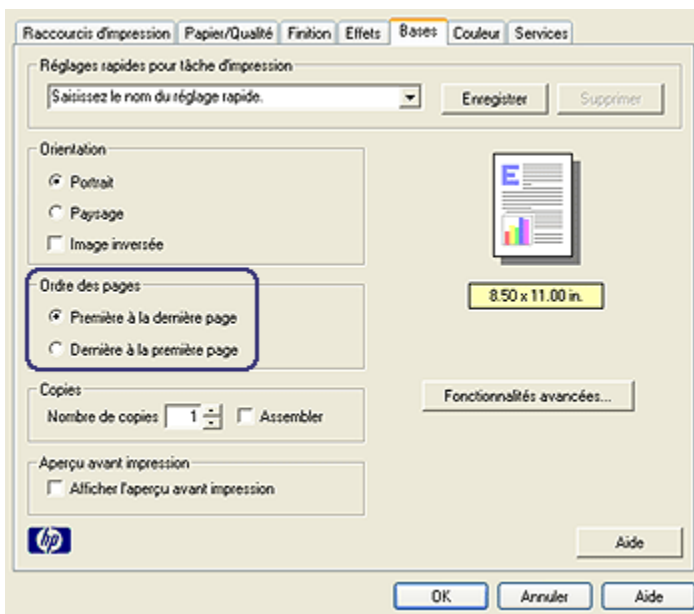 Raccourcis d'impression Papier/Qualité Finition Effets Bases Couleur Services
Réglages rapides pour tâche d'impression
Saisissez le nom du réglage rapide. Enregistrer Supprimer
Orientation
Portrait
Paysage
Image inversée
E
Ordre des pages
Première à la dernière page
Dernière à la première page
8.50 x 11.00 in.
Copies
Nombre de copies 1 Assembler
Fonctionnalités avancées...
Aperçu avant impression
Afficher l'aperçu avant impression
hp
Aide
OK Annuler Aide